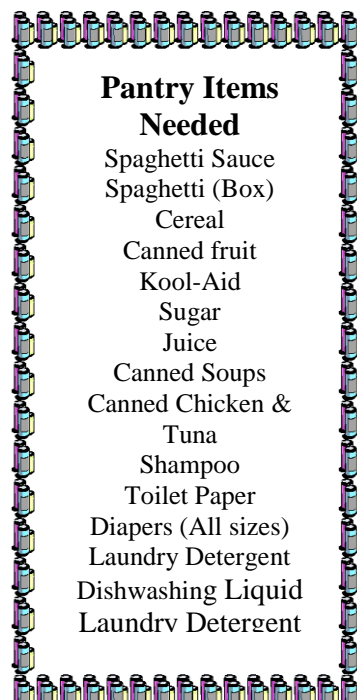 Pantry Items
Needed
Spaghetti Sauce
Spaghetti (Box)
Cereal
Canned fruit
Kool-Aid
Sugar
Juice
Canned Soups
Canned Chicken &
Tuna
Shampoo
Toilet Paper
Diapers (All sizes)
Laundry Detergent
Dishwashing Liquid
Laundry Detergent